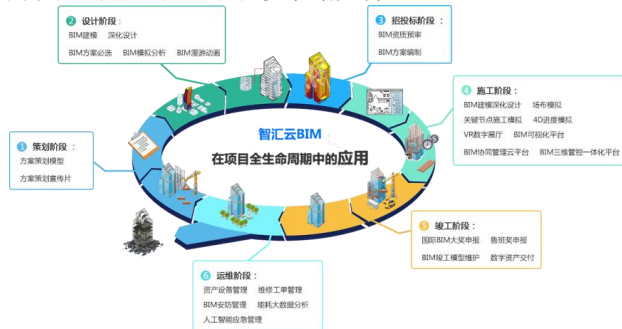 智汇云BIM
在项目全生命周期中的应用
1 策划阶段：
方案策划模型
方案策划宣传片
2 设计阶段：
BIM建模 深化设计
BIM方案必选 BIM模拟分析 BIM漫游动画
3 招投标阶段：
BIM资质预审
BIM方案编制
4 施工阶段：
BIM建模深化设计 场布模拟
关键节点施工模拟 4D进度模拟
VR数字展厅 BIM可视化平台
BIM协同管理云平台 BIM三维管控一体化平台
5 竣工阶段：
国际BIM大奖申报 鲁班奖申报
BIM竣工模型维护 数字资产交付
6 运维阶段：
资产设备管理 维修工单管理
BIM安防管理 能耗大数据分析
人工智能应急管理